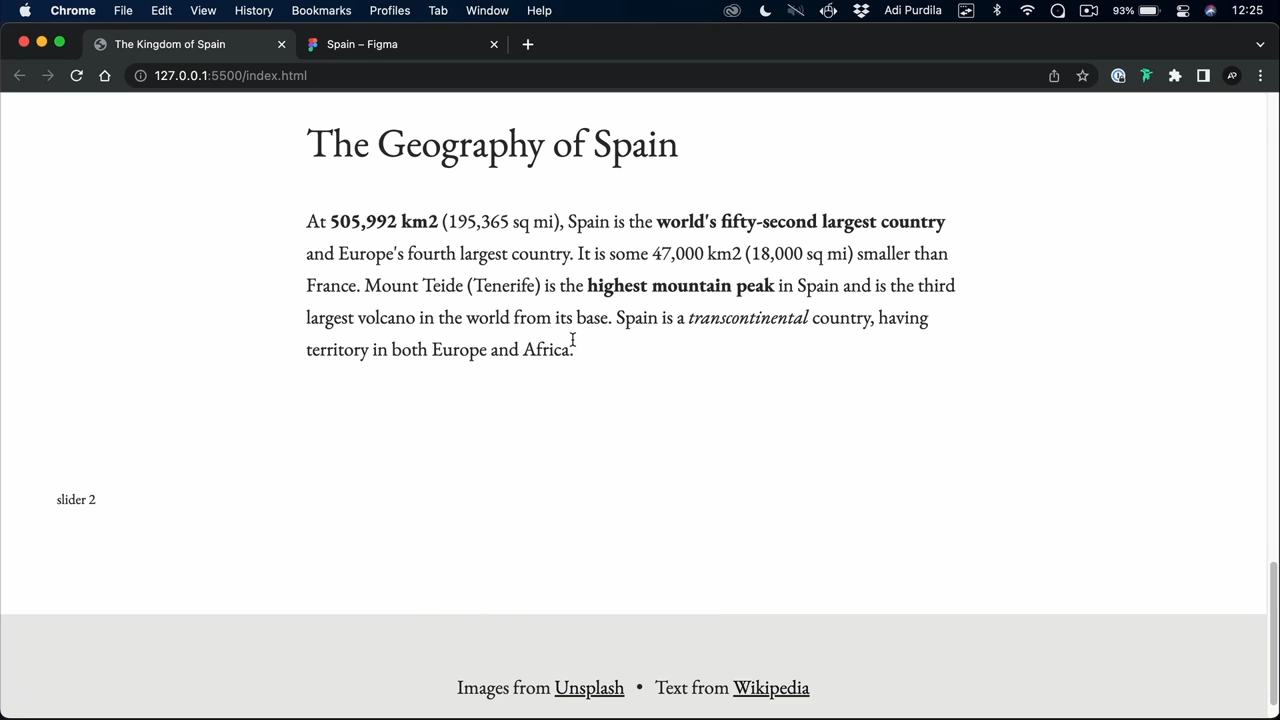 Chrome File Edit View History Bookmarks Profiles Tab Window Help Adi Purdila 93% 12:25
The Kingdom of Spain Spain – Figma
127.0.0.1:5500/index.html
The Geography of Spain
At 505,992 km2 (195,365 sq mi), Spain is the world's fifty-second largest country
and Europe's fourth largest country. It is some 47,000 km2 (18,000 sq mi) smaller than
France. Mount Teide (Tenerife) is the highest mountain peak in Spain and is the third
largest volcano in the world from its base. Spain is a transcontinental country, having
territory in both Europe and Africa.
slider 2
Images from Unsplash • Text from Wikipedia